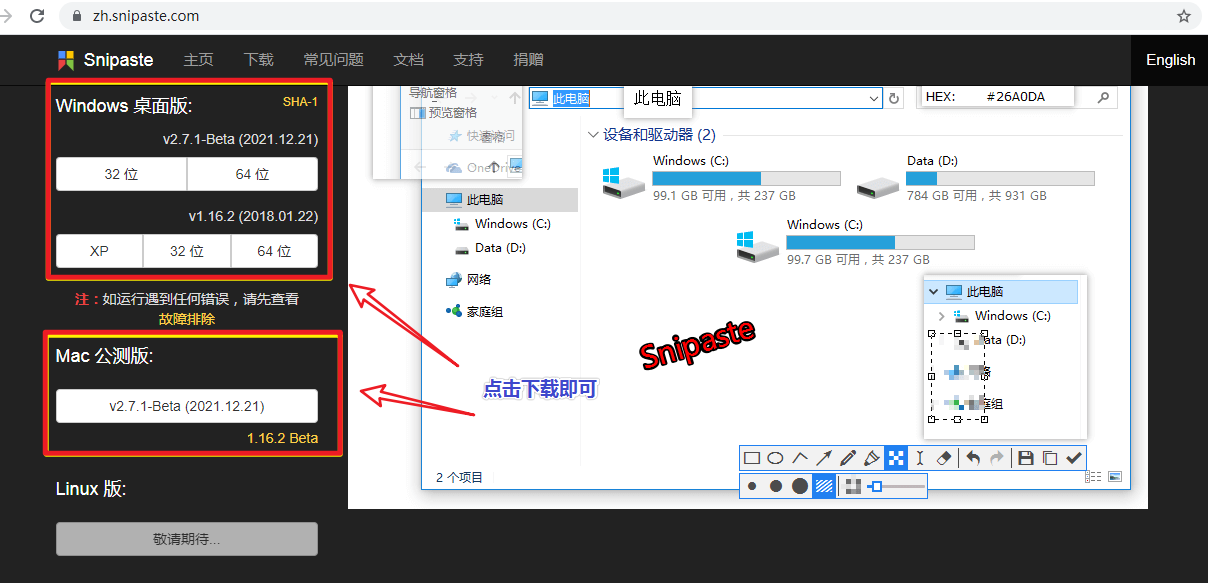 zh.snipaste.com
Snipaste 主页 下载 常见问题 文档 支持 捐赠 English
Windows 桌面版: SHA-1
v2.7.1-Beta (2021.12.21)
32 位 64 位
v1.16.2 (2018.01.22)
XP 32 位 64 位
注：如运行遇到任何错误，请先查看
故障排除
Mac 公测版:
v2.7.1-Beta (2021.12.21)
1.16.2 Beta
Linux 版:
敬请期待...
点击下载即可
导航窗格
预览窗格
快速访问
窗格
OneDrive
此电脑
此电脑
HEX: #26A0DA
此电脑
Windows (C:)
Data (D:)
网络
家庭组
设备和驱动器 (2)
Windows (C:)
99.1 GB 可用，共 237 GB
Data (D:)
784 GB 可用，共 931 GB
Windows (C:)
99.7 GB 可用，共 237 GB
Snipaste
此电脑
Windows (C:)
ata (D:)
庭组
2 个项目